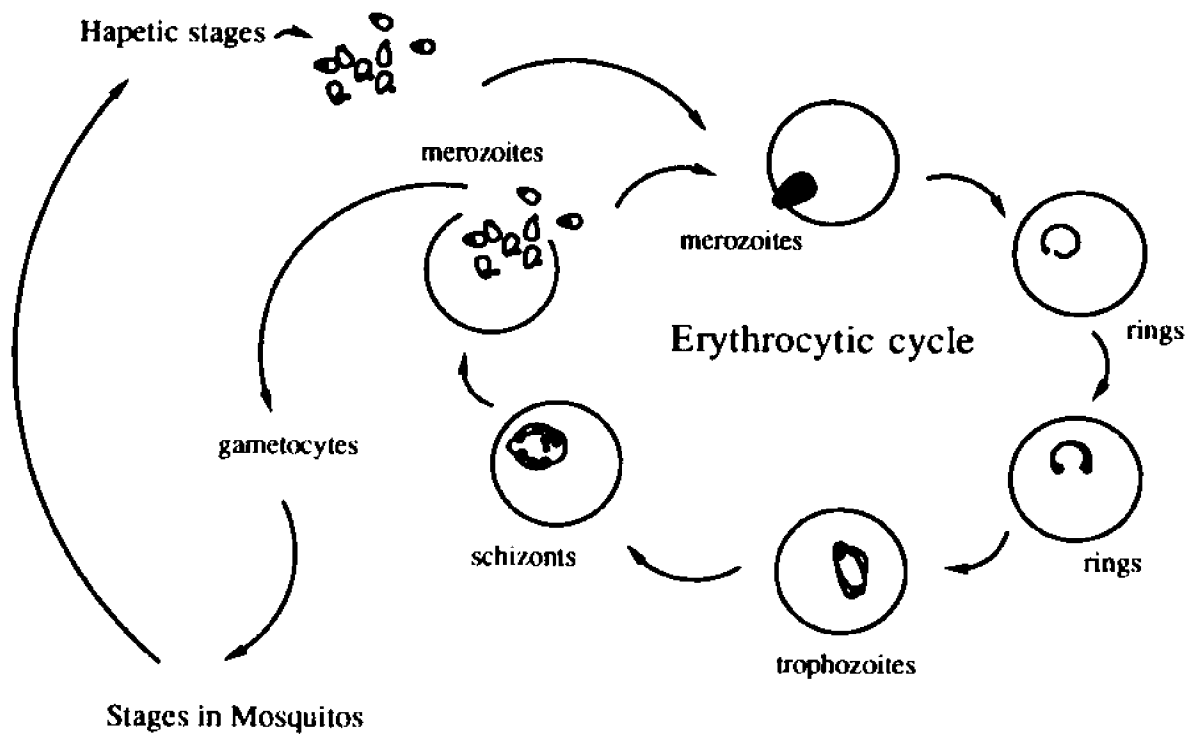 Hapetic stages
merozoites
merozoites
rings
Erythrocytic cycle
gametocytes
schizonts
rings
trophozoites
Stages in Mosquitos